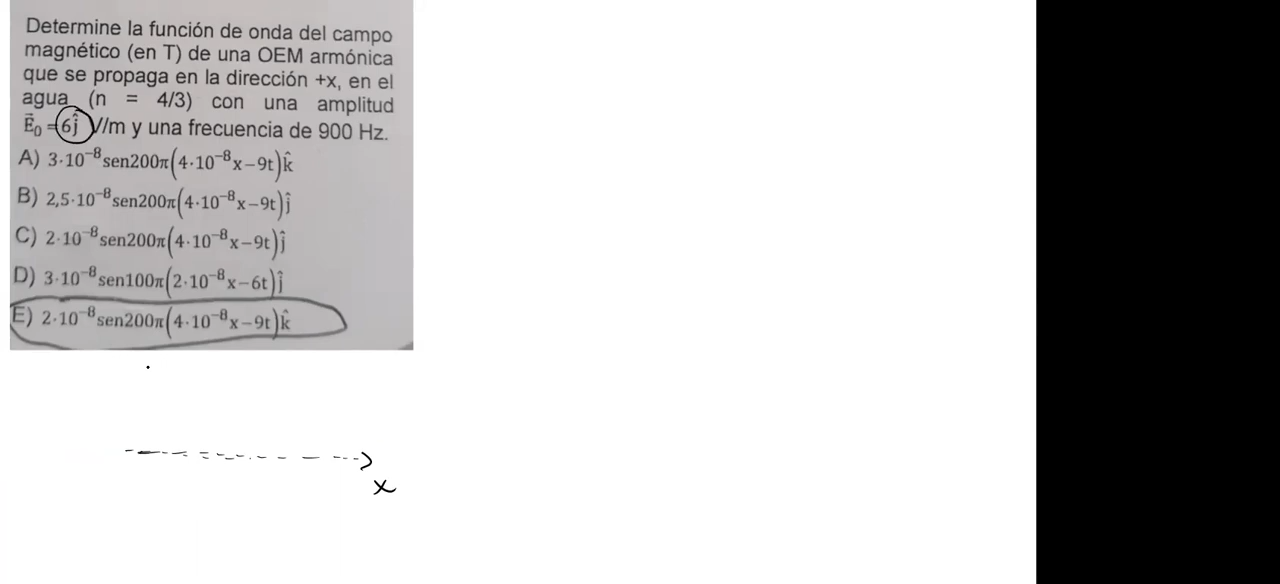 Determine la función de onda del campo
magnético (en T) de una OEM armónica
que se propaga en la dirección +x, en el
agua (n = 4/3) con una amplitud
E⃗₀ = 6ĵ V/m y una frecuencia de 900 Hz.
A) 3·10⁻⁸sen200π(4·10⁻⁸x−9t)k̂
B) 2,5·10⁻⁸sen200π(4·10⁻⁸x−9t)ĵ
C) 2·10⁻⁸sen200π(4·10⁻⁸x−9t)ĵ
D) 3·10⁻⁸sen100π(2·10⁻⁸x−6t)ĵ
E) 2·10⁻⁸sen200π(4·10⁻⁸x−9t)k̂
x